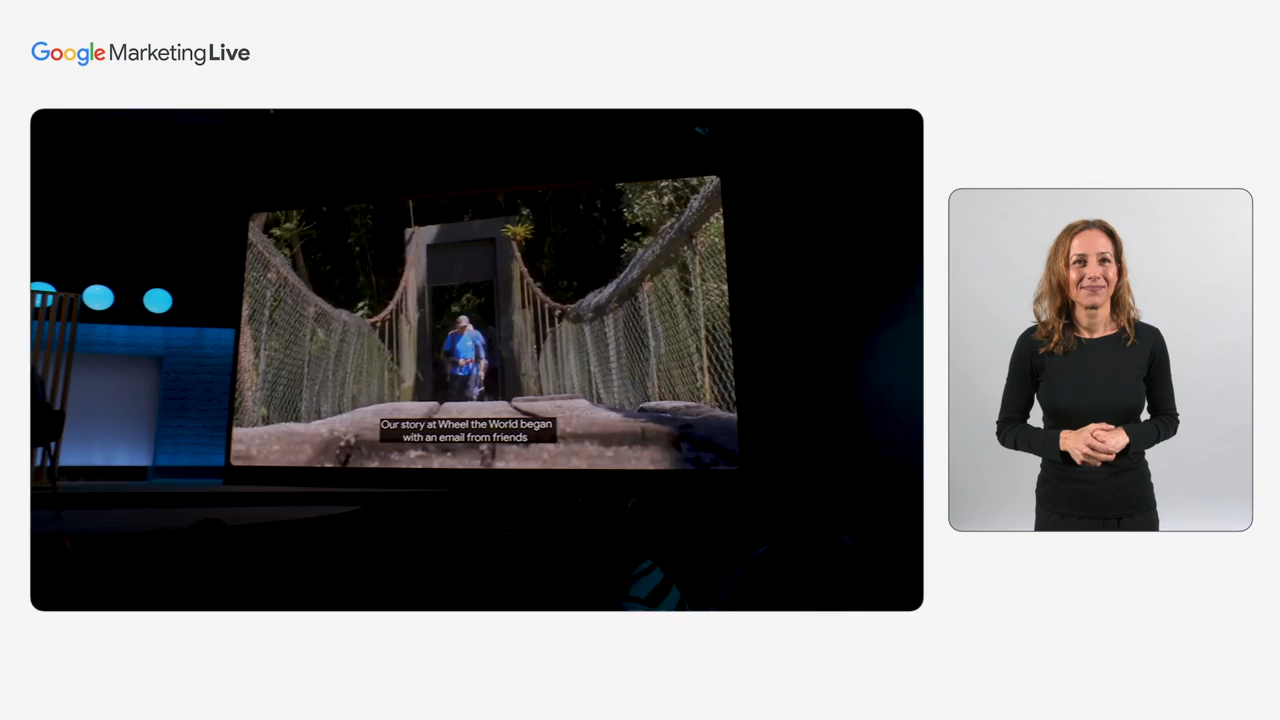 Google Marketing Live
Our story at Wheel the World began
with an email from friends